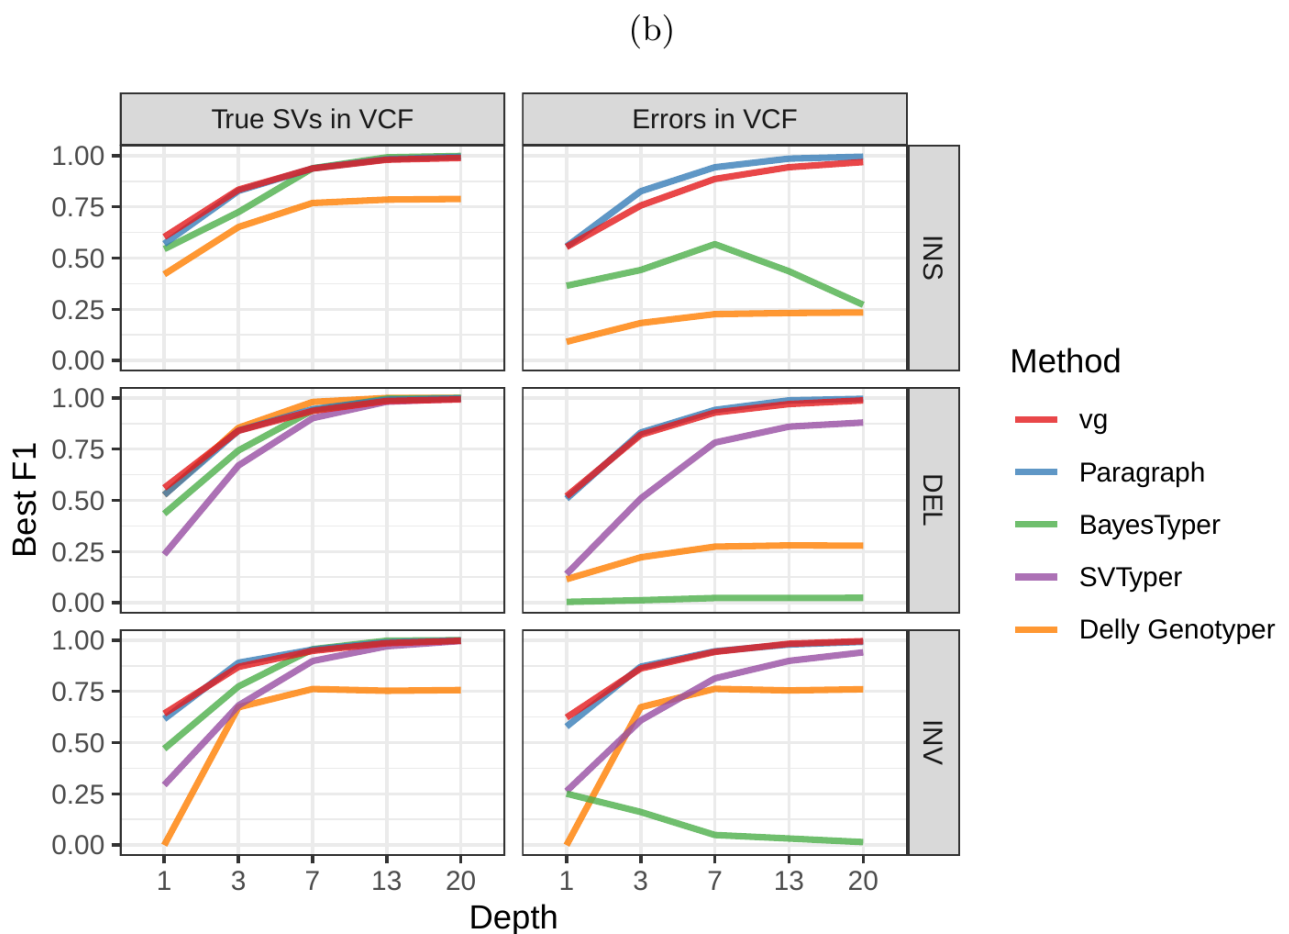 (b)
True SVs in VCF
Errors in VCF
1.00
0.75
0.50
0.25
0.00
INS
1.00
0.75
0.50
0.25
0.00
DEL
1.00
0.75
0.50
0.25
0.00
INV
Best F1
1 3 7 13 20
1 3 7 13 20
Depth
Method
vg
Paragraph
BayesTyper
SVTyper
Delly Genotyper